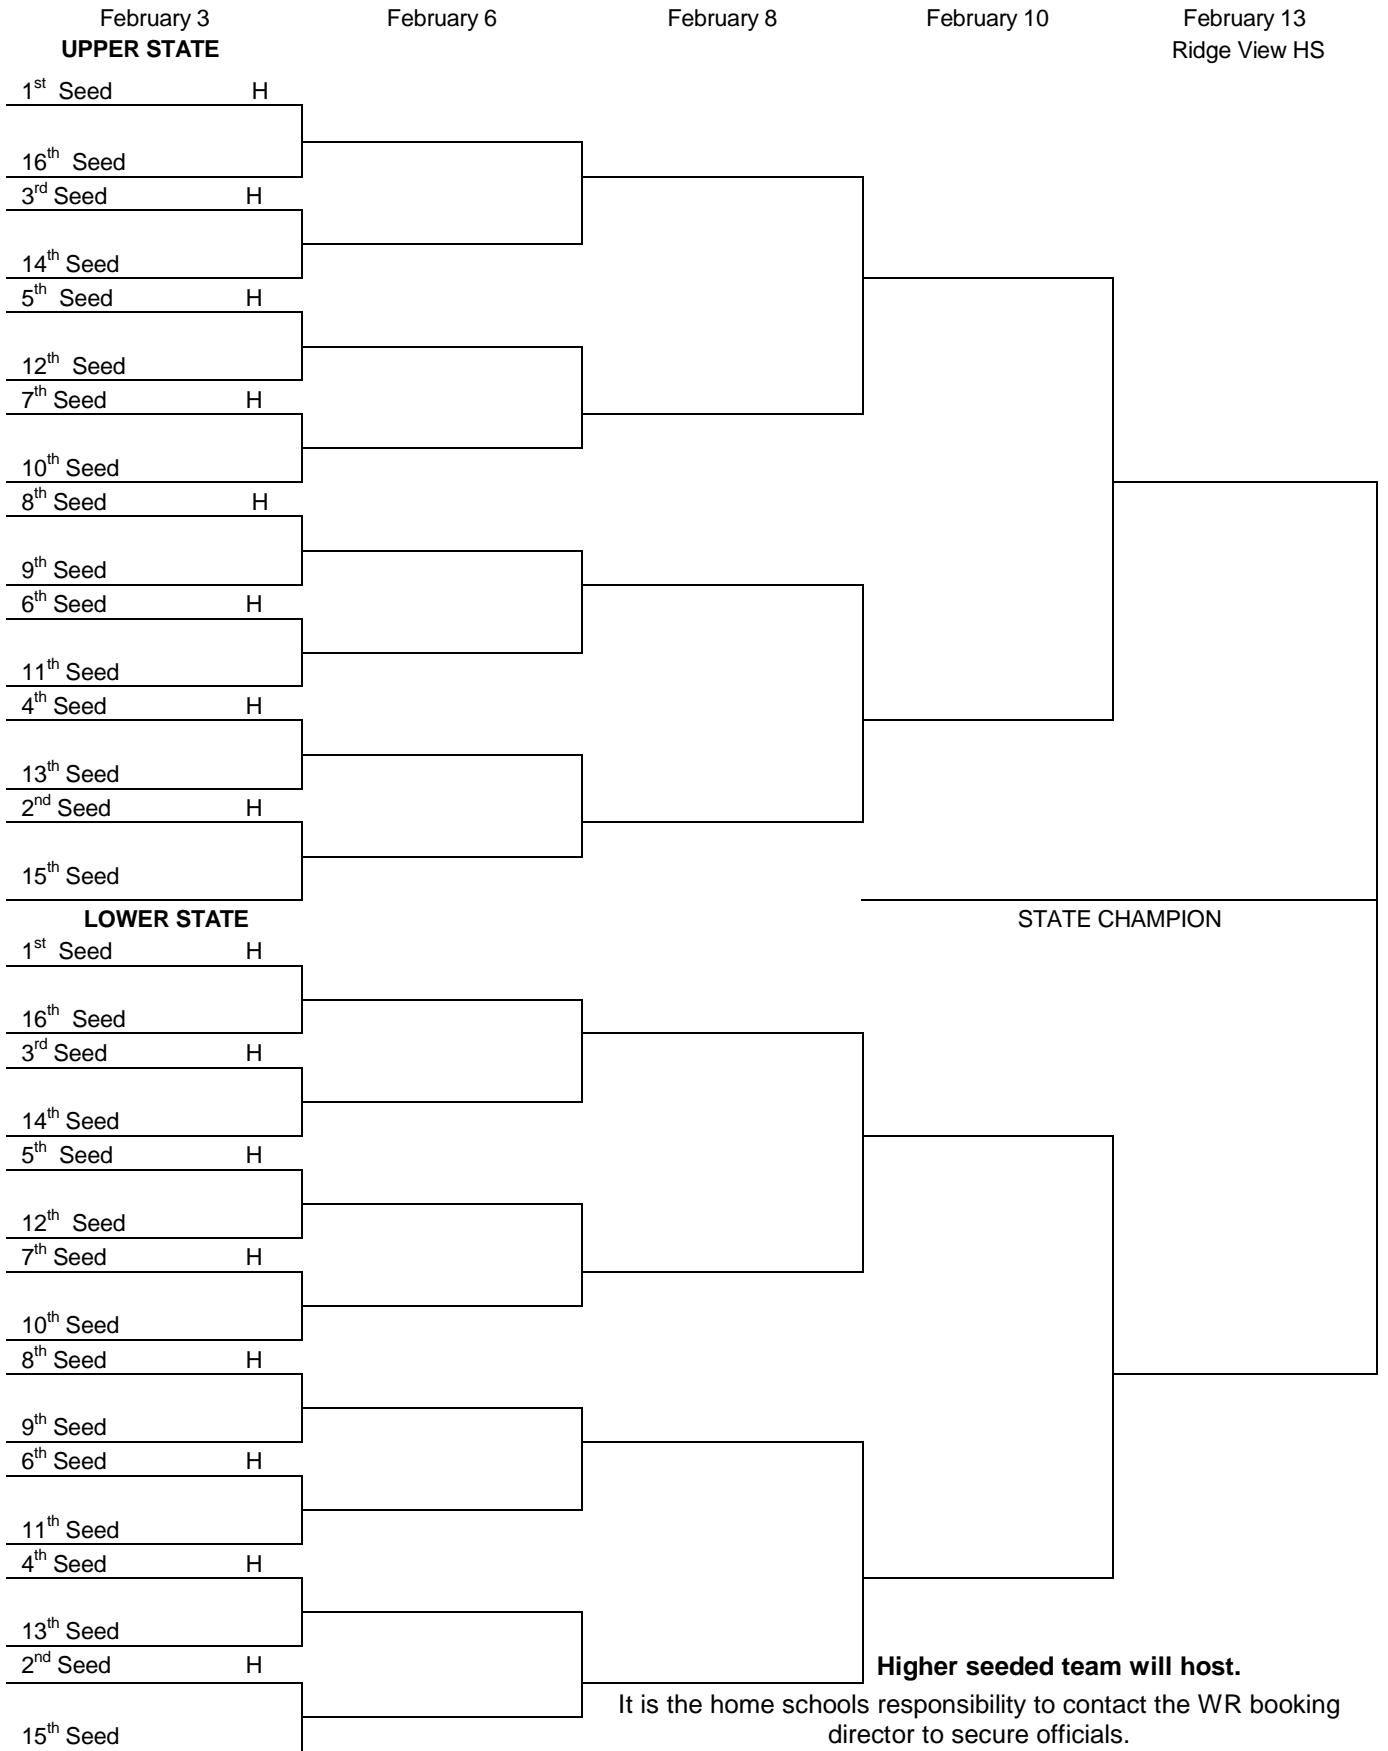 February 3 February 6 February 8 February 10 February 13
UPPER STATE Ridge View HS
1st Seed H
16th Seed
3rd Seed H
14th Seed
5th Seed H
12th Seed
7th Seed H
10th Seed
8th Seed H
9th Seed
6th Seed H
11th Seed
4th Seed H
13th Seed
2nd Seed H
15th Seed
LOWER STATE STATE CHAMPION
1st Seed H
16th Seed
3rd Seed H
14th Seed
5th Seed H
12th Seed
7th Seed H
10th Seed
8th Seed H
9th Seed
6th Seed H
11th Seed
4th Seed H
13th Seed
2nd Seed H
15th Seed
Higher seeded team will host.
It is the home schools responsibility to contact the WR booking
director to secure officials.